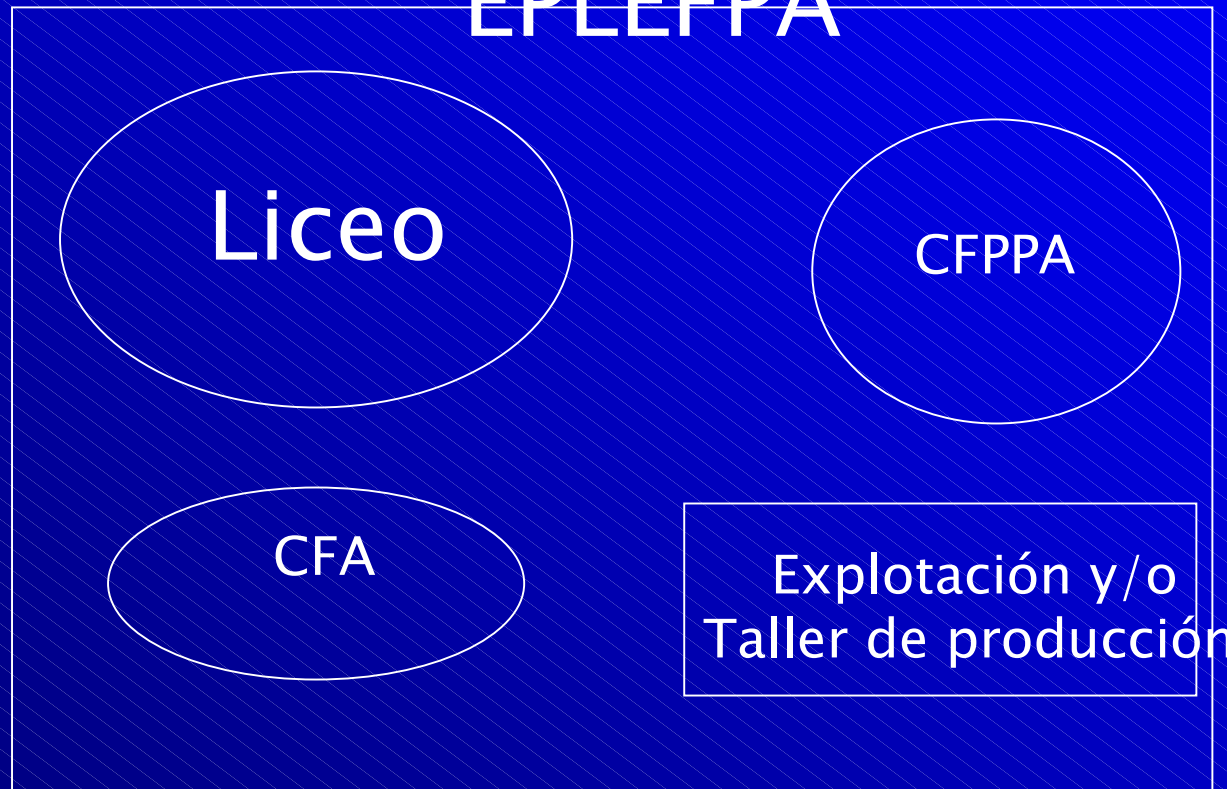 EPLEFPA
Liceo
CFPPA
CFA
Explotación y/o
Taller de producción